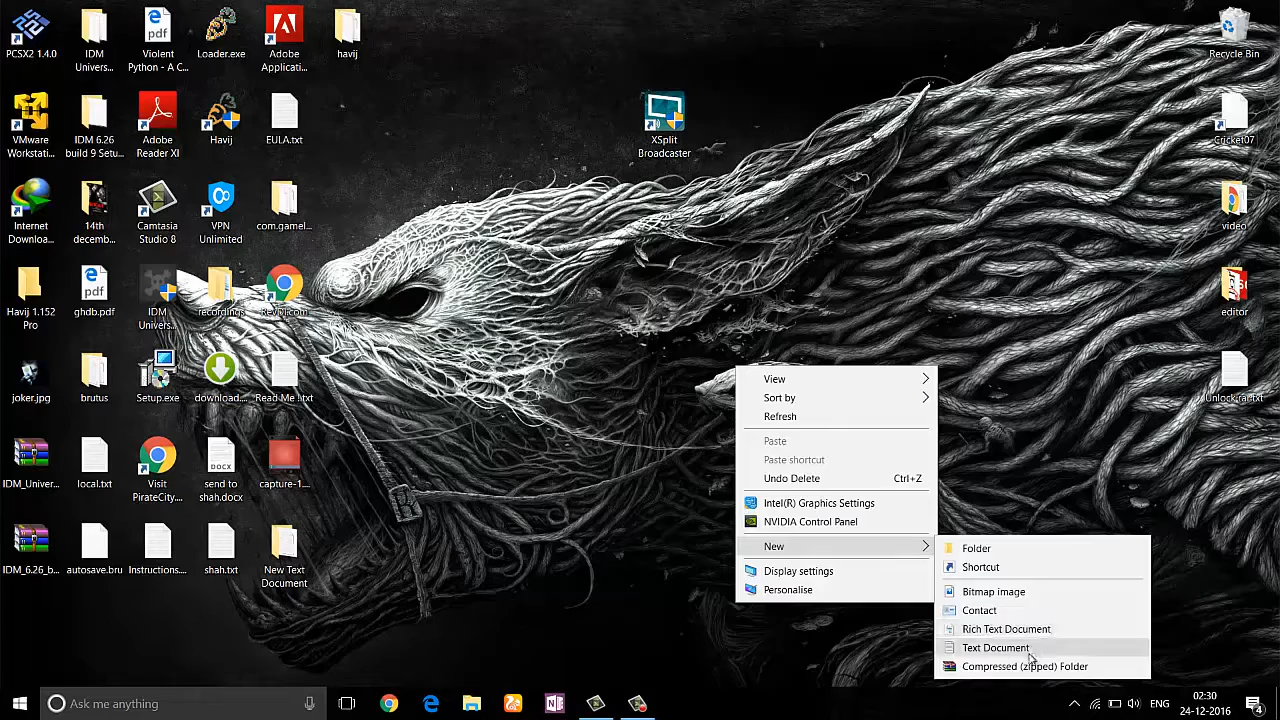 PCSX2 1.4.0
IDM
Univers...
Violent
Python - A C...
Loader.exe
Adobe
Applicati...
havij
XSplit
Broadcaster
Recycle Bin
VMware
Workstati...
IDM 6.26
build 9 Setu...
Adobe
Reader XI
Havij
EULA.txt
Cricket07
Internet
Downloa...
14th
decemb...
Camtasia
Studio 8
VPN
Unlimited
com.gamel...
video
Havij 1.152
Pro
ghdb.pdf
IDM
Univers...
recordings
editor
joker.jpg
brutus
Setup.exe
download....
Read Me !.txt
Unlock.rar.txt
IDM_Univer...
local.txt
Visit
PirateCity....
send to
shah.docx
capture-1...
IDM_6.26_b...
autosave.bru
Instructions....
shah.txt
New Text
Document
View
Sort by
Refresh
Paste
Paste shortcut
Undo Delete Ctrl+Z
Intel(R) Graphics Settings
NVIDIA Control Panel
New
Display settings
Personalise
Folder
Shortcut
Bitmap image
Contact
Rich Text Document
Text Document
Compressed (zipped) Folder
Ask me anything
ENG
02:30
24-12-2016
4